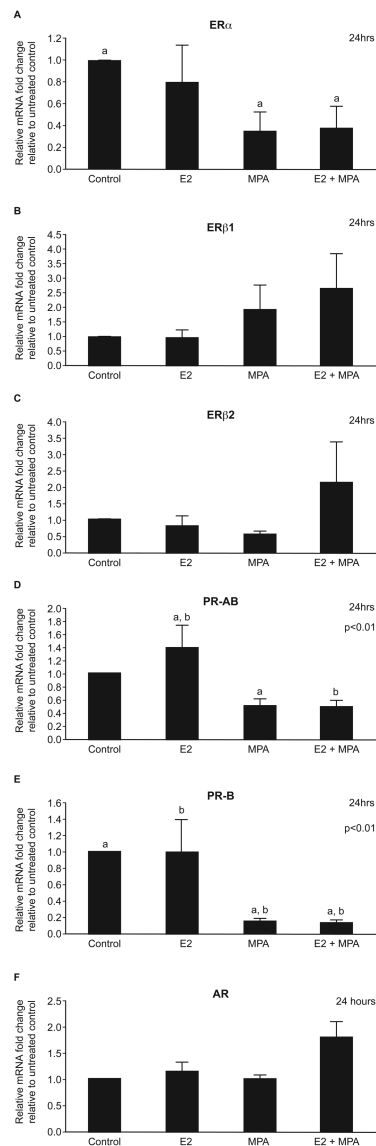 A
ERα
24hrs
Relative mRNA fold change
relative to untreated control
1.2
1.0
0.8
0.6
0.4
0.2
0.0
a
a
a
Control
E2
MPA
E2 + MPA
B
ERβ1
24hrs
Relative mRNA fold change
relative to untreated control
4.5
4.0
3.5
3.0
2.5
2.0
1.5
1.0
0.5
0.0
Control
E2
MPA
E2 + MPA
C
ERβ2
24hrs
Relative mRNA fold change
relative to untreated control
4.0
3.5
3.0
2.5
2.0
1.5
1.0
0.5
0.0
Control
E2
MPA
E2 + MPA
D
PR-AB
24hrs
p<0.01
Relative mRNA fold change
relative to untreated control
2.0
1.8
1.6
1.4
1.2
1.0
0.8
0.6
0.4
0.2
0.0
a, b
a
b
Control
E2
MPA
E2 + MPA
E
PR-B
24hrs
p<0.01
Relative mRNA fold change
relative to untreated control
1.6
1.4
1.2
1.0
0.8
0.6
0.4
0.2
0.0
a
b
a, b
a, b
Control
E2
MPA
E2 + MPA
F
AR
24 hours
Relative mRNA fold change
relative to untreated control
2.5
2.0
1.5
1.0
0.5
0.0
Control
E2
MPA
E2 + MPA